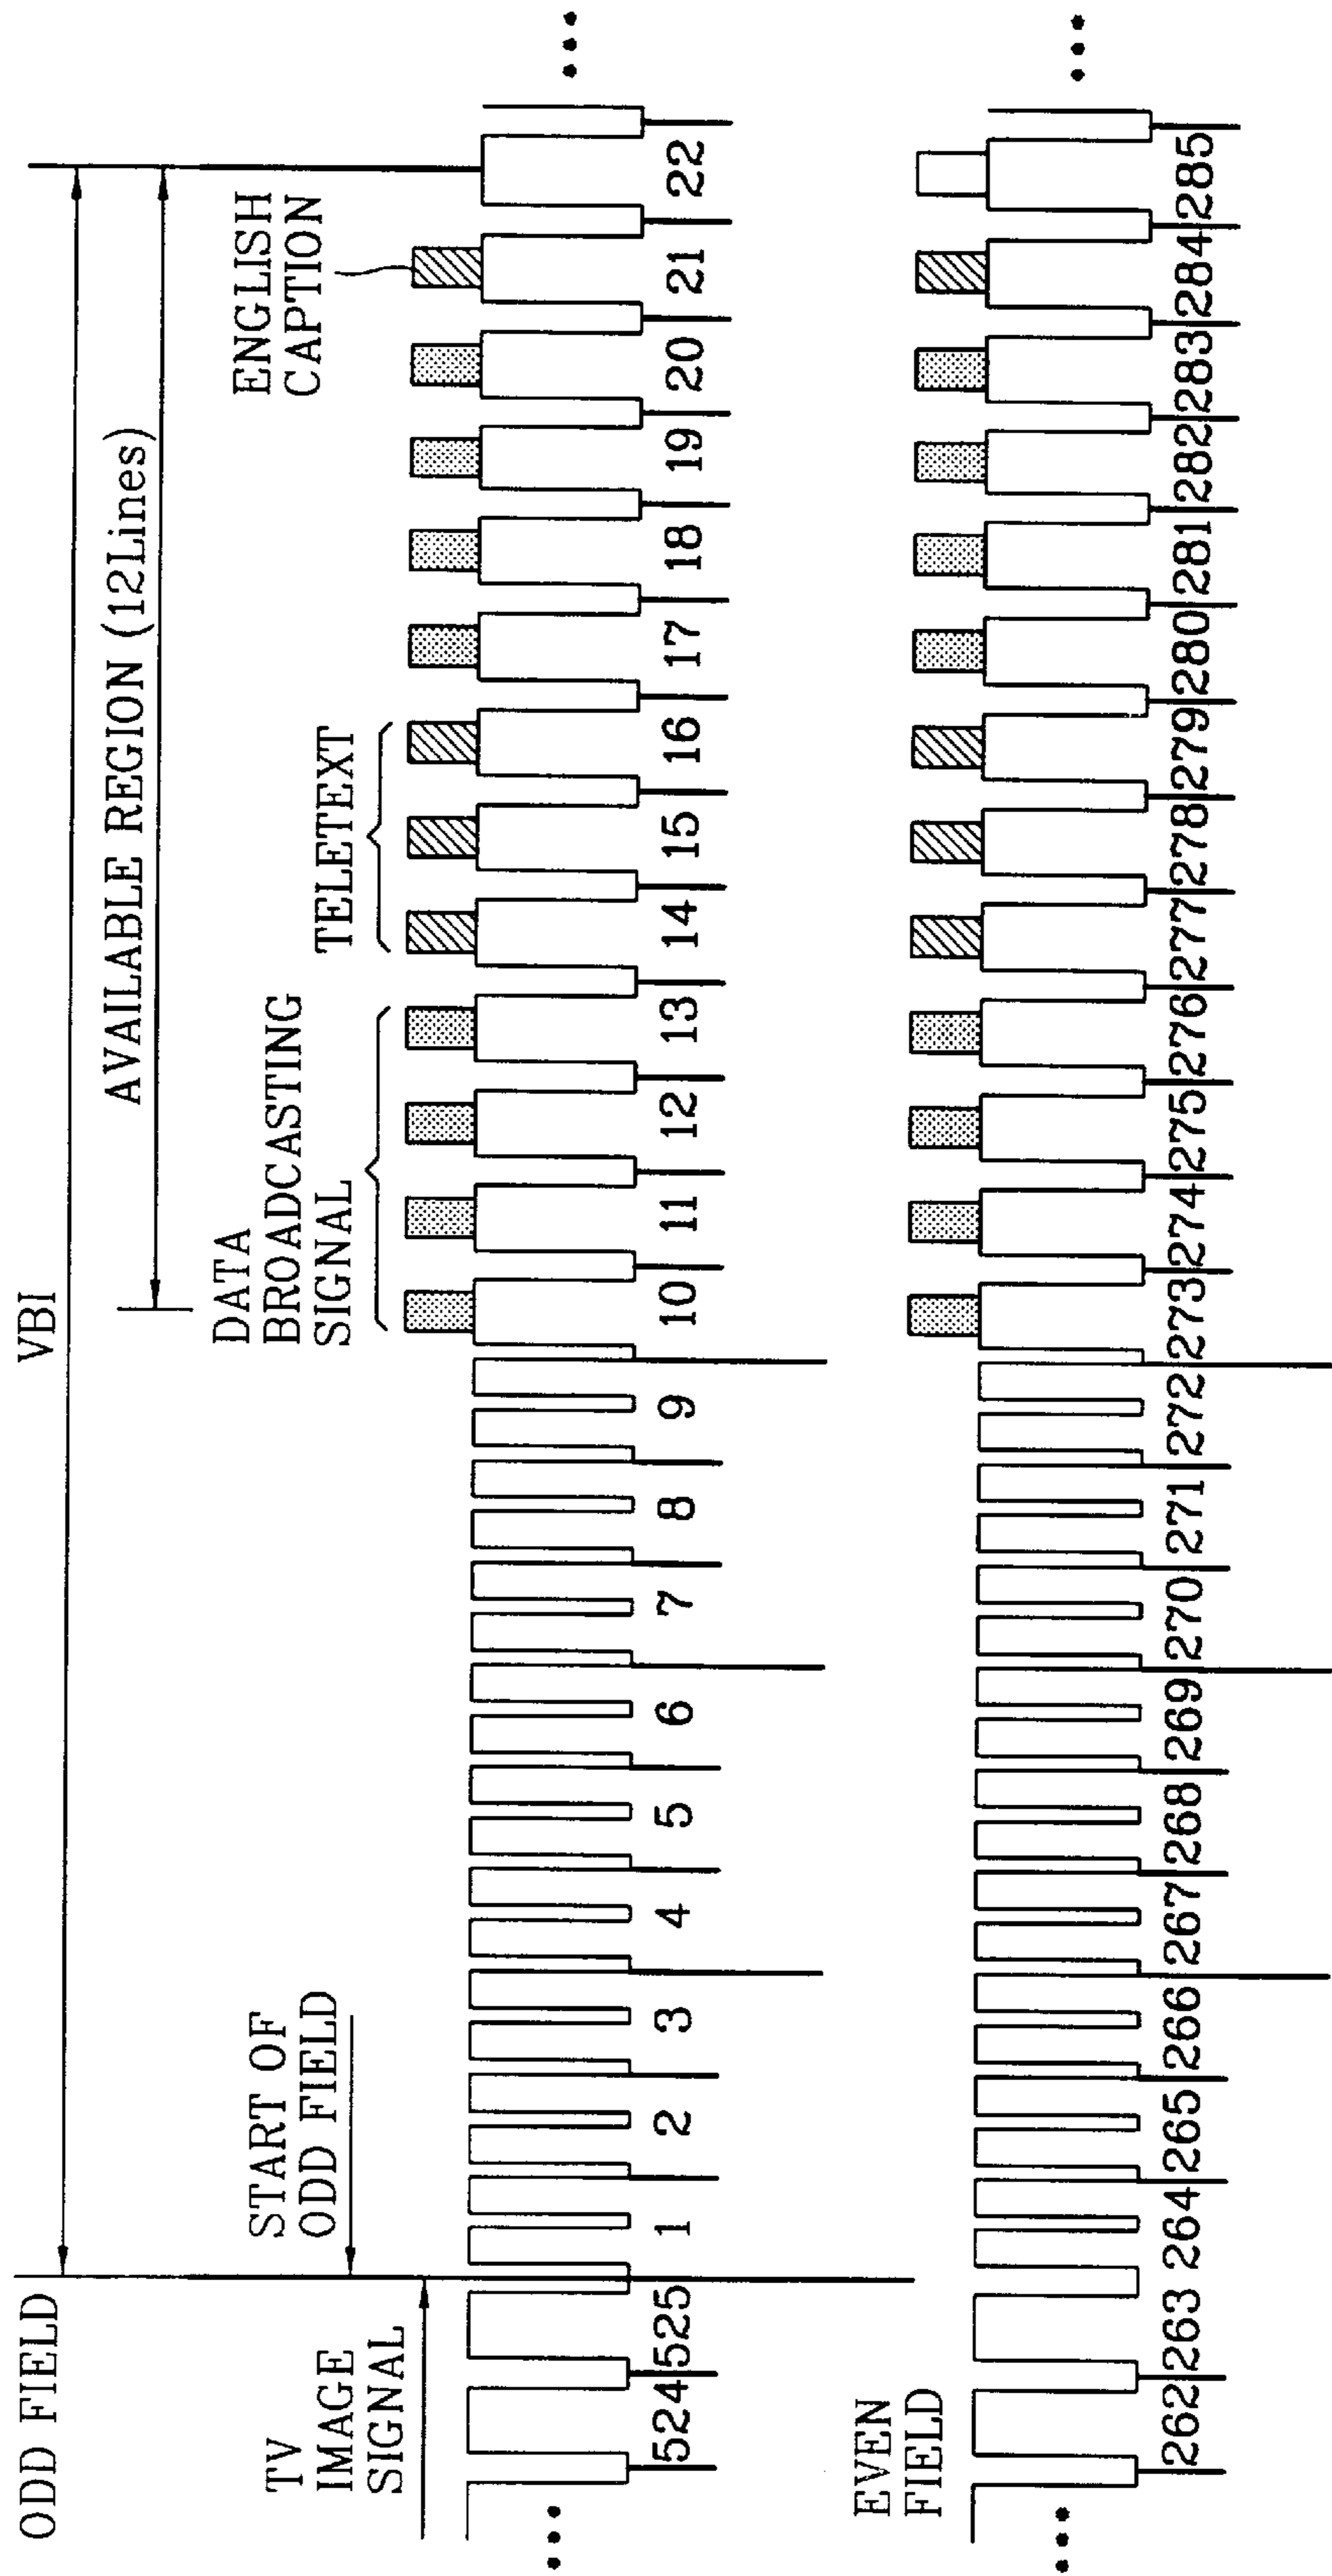 ODD FIELD
VBI
AVAILABLE REGION (12Lines)
START OF
ODD FIELD
TV
IMAGE
SIGNAL
DATA
BROADCASTING
SIGNAL
TELETEXT
ENGLISH
CAPTION
••• 524 525 1 2 3 4 5 6 7 8 9 10 11 12 13 14 15 16 17 18 19 20 21 22 •••
EVEN
FIELD
••• 262 263 264 265 266 267 268 269 270 271 272 273 274 275 276 277 278 279 280 281 282 283 284 285 •••